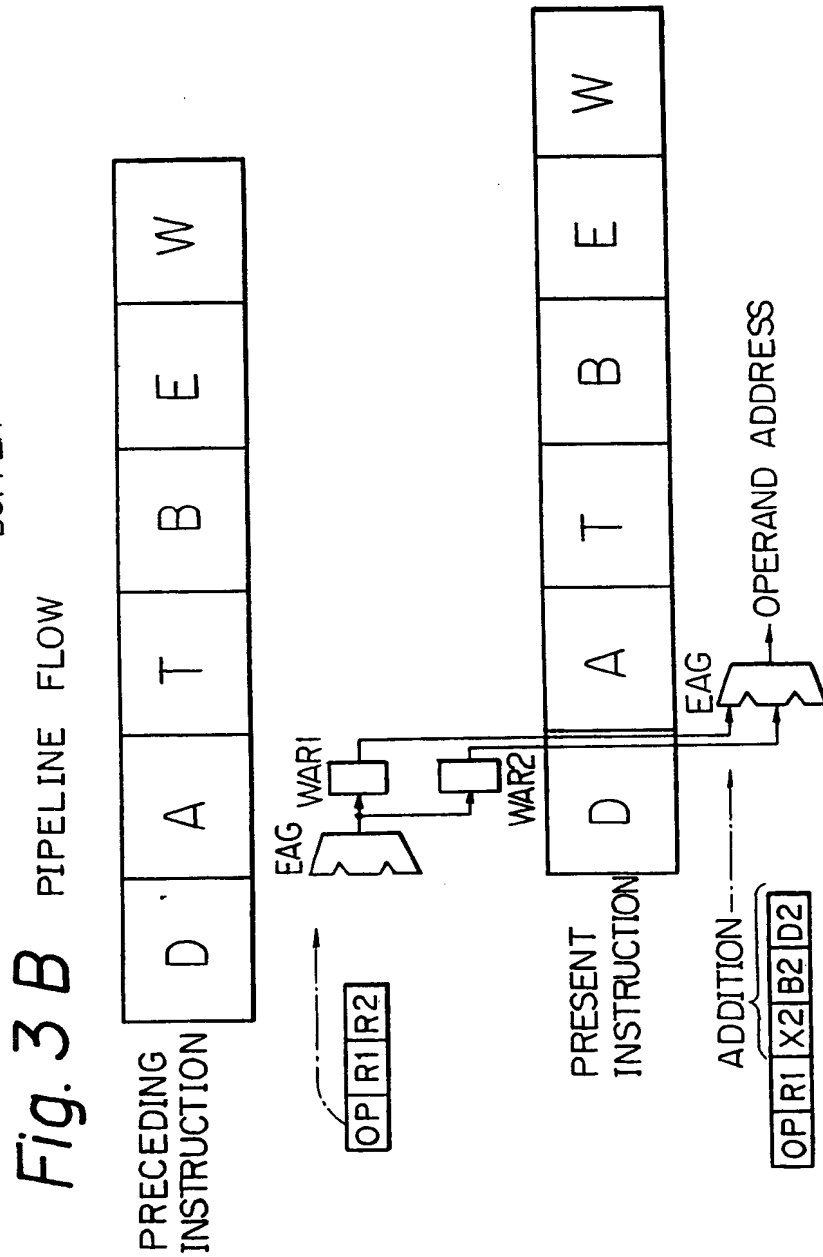 Fig. 3B PIPELINE FLOW
PRECEDING
INSTRUCTION
D A T B E W
EAG
WAR1
WAR2
OP R1 R2
PRESENT
INSTRUCTION
D A T B E W
EAG
OPERAND ADDRESS
ADDITION
OP R1 X2 B2 D2